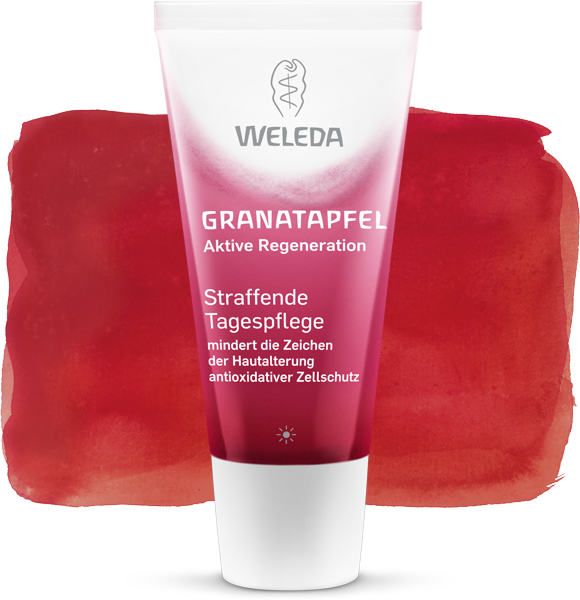 WELEDA
GRANATAPFEL
Aktive Regeneration
Straffende
Tagespflege
mindert die Zeichen
der Hautalterung
antioxidativer Zellschutz